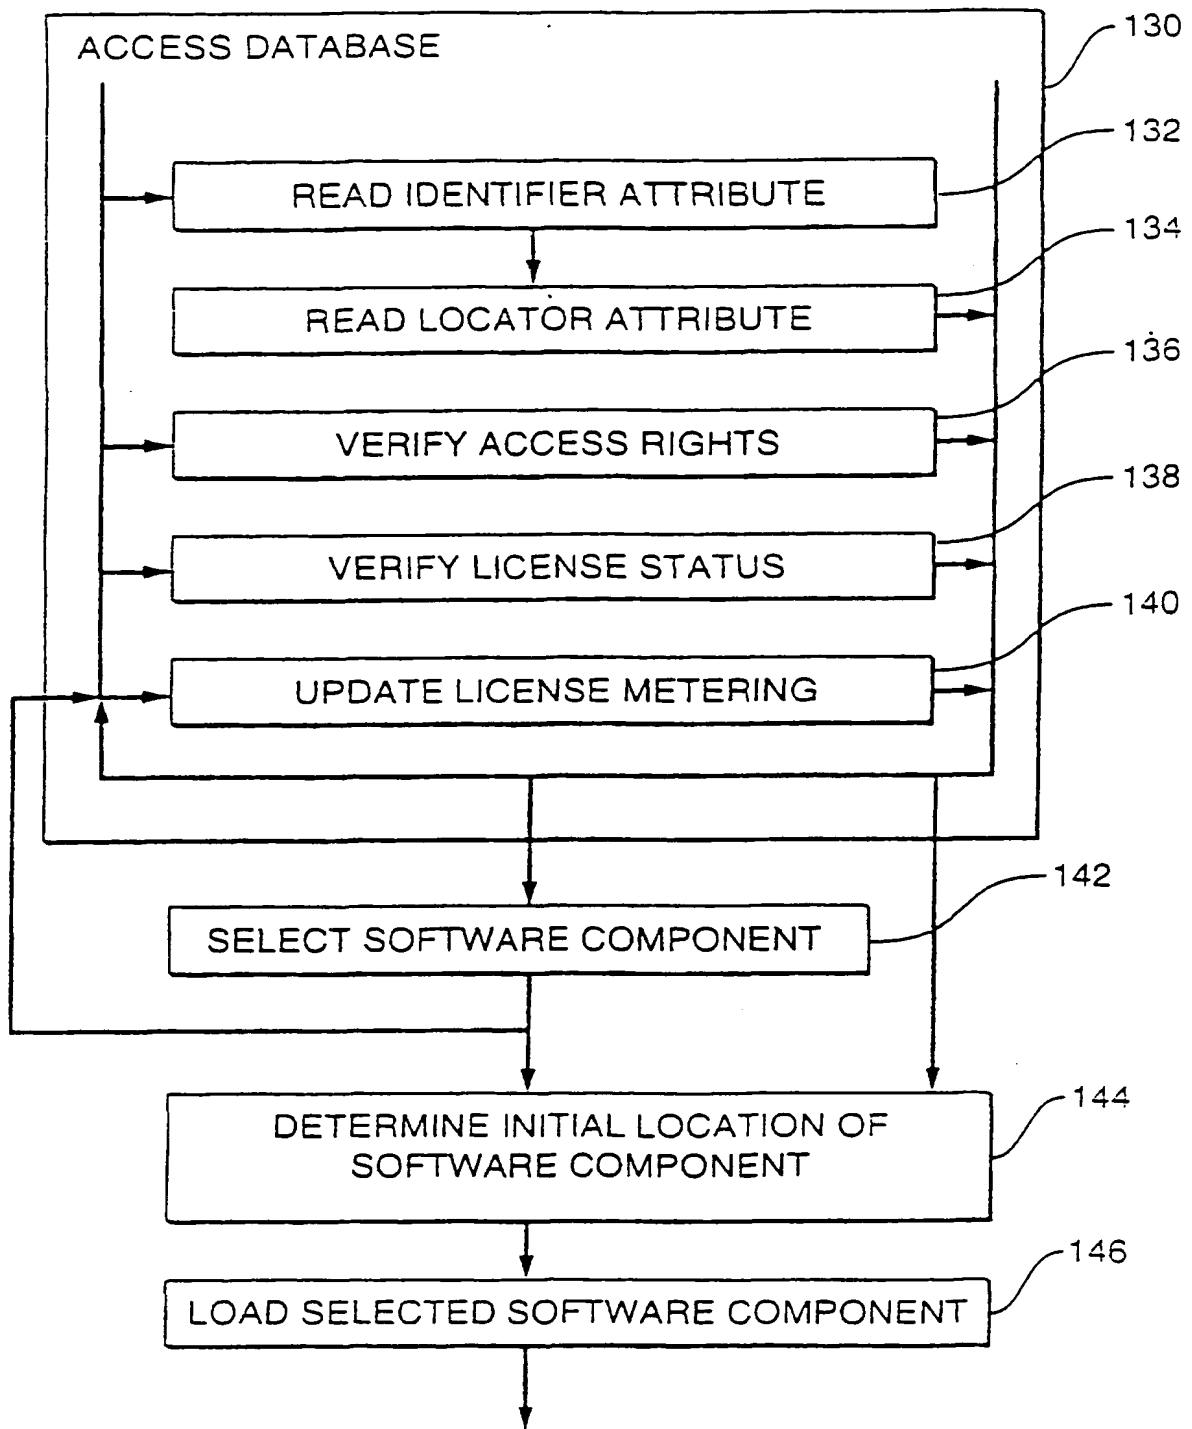 ACCESS DATABASE
130
READ IDENTIFIER ATTRIBUTE
132
READ LOCATOR ATTRIBUTE
134
VERIFY ACCESS RIGHTS
136
VERIFY LICENSE STATUS
138
UPDATE LICENSE METERING
140
SELECT SOFTWARE COMPONENT
142
DETERMINE INITIAL LOCATION OF
SOFTWARE COMPONENT
144
LOAD SELECTED SOFTWARE COMPONENT
146